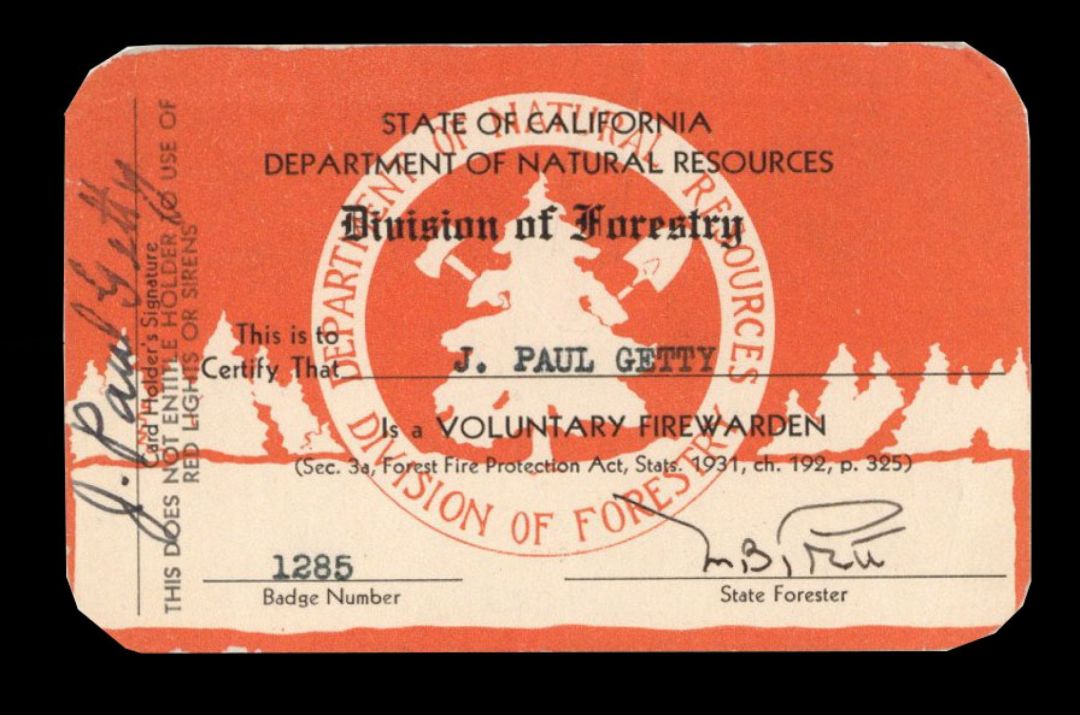 STATE OF CALIFORNIA
DEPARTMENT OF NATURAL RESOURCES
Division of Forestry
DEPARTMENT OF NATURAL RESOURCES
DIVISION OF FORESTRY
This is to
Certify That
J. PAUL GETTY
Is a VOLUNTARY FIREWARDEN
(Sec. 3a, Forest Fire Protection Act, Stats. 1931, ch. 192, p. 325)
1285
Badge Number
State Forester
J. Paul Getty
Card Holder's Signature
THIS DOES NOT ENTITLE HOLDER TO USE OF
RED LIGHTS OR SIRENS